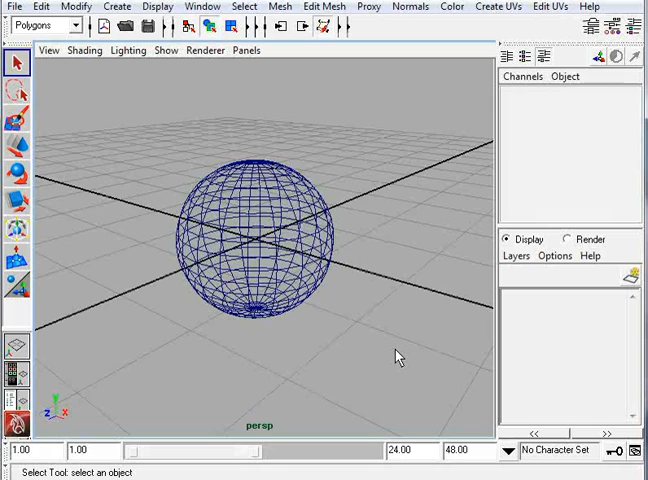 File Edit Modify Create Display Window Select Mesh Edit Mesh Proxy Normals Color Create UVs Edit UVs Help
Polygons
View Shading Lighting Show Renderer Panels
Channels Object
Display Render
Layers Options Help
y
z x
persp
<< >>
1.00 1.00 24.00 48.00 No Character Set
Select Tool: select an object